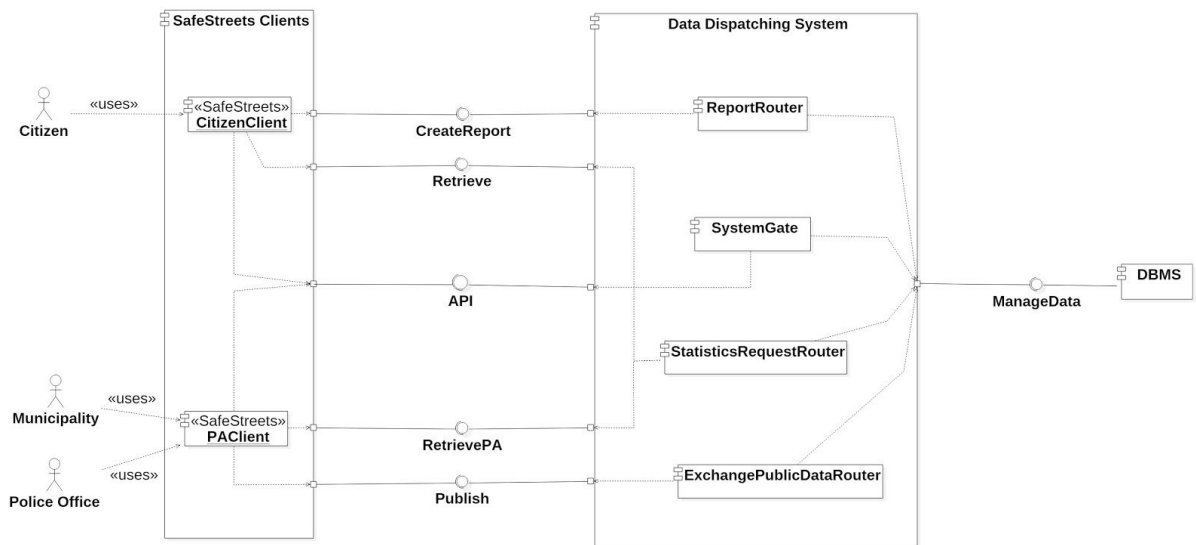 SafeStreets Clients
Data Dispatching System
«uses»
Citizen
«SafeStreets»
CitizenClient
CreateReport
ReportRouter
Retrieve
SystemGate
API
DBMS
ManageData
StatisticsRequestRouter
Municipality
«uses»
«SafeStreets»
PAClient
RetrievePA
Police Office
«uses»
Publish
ExchangePublicDataRouter